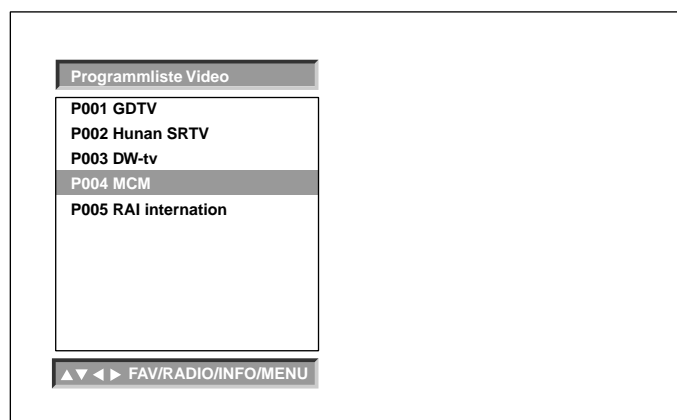 Programmliste Video
P001 GDTV
P002 Hunan SRTV
P003 DW-tv
P004 MCM
P005 RAI internation
▲▼◀▶ FAV/RADIO/INFO/MENU